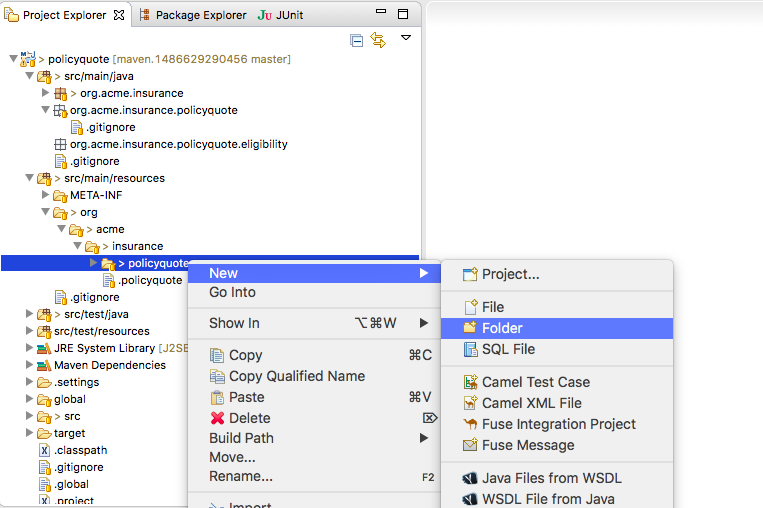 Project Explorer
Package Explorer
JUnit
> policyquote [maven.1486629290456 master]
> src/main/java
> org.acme.insurance
org.acme.insurance.policyquote
.gitignore
org.acme.insurance.policyquote.eligibility
.gitignore
> src/main/resources
META-INF
> org
> acme
> insurance
> policyquote
.policyquote
.gitignore
> src/test/java
src/test/resources
JRE System Library [J2SE
Maven Dependencies
.settings
global
> src
target
.classpath
.gitignore
.global
.project
New
Go Into
Show In ⌥⌘W
Copy ⌘C
Copy Qualified Name
Paste ⌘V
Delete ⌦
Build Path
Move...
Rename... F2
Import
Project...
File
Folder
SQL File
Camel Test Case
Camel XML File
Fuse Integration Project
Fuse Message
Java Files from WSDL
WSDL File from Java